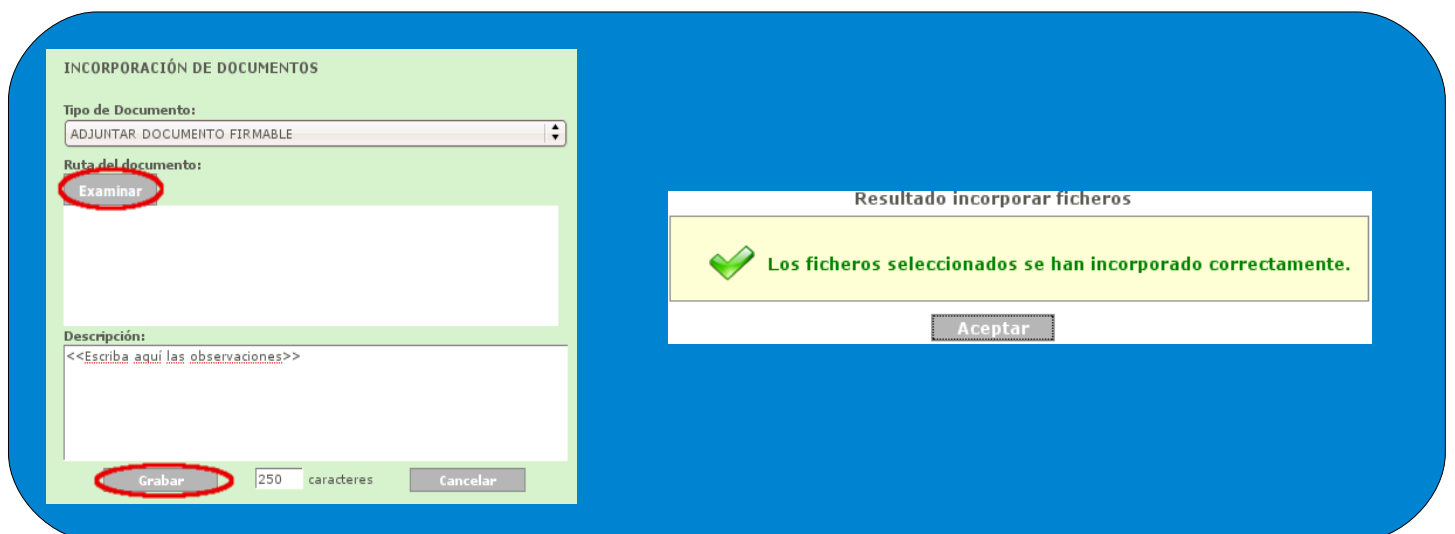 INCORPORACIÓN DE DOCUMENTOS
Tipo de Documento:
ADJUNTAR DOCUMENTO FIRMABLE
Ruta del documento:
Examinar
Descripción:
<<Escriba aquí las observaciones>>
Grabar 250 caracteres Cancelar
Resultado incorporar ficheros
Los ficheros seleccionados se han incorporado correctamente.
Aceptar